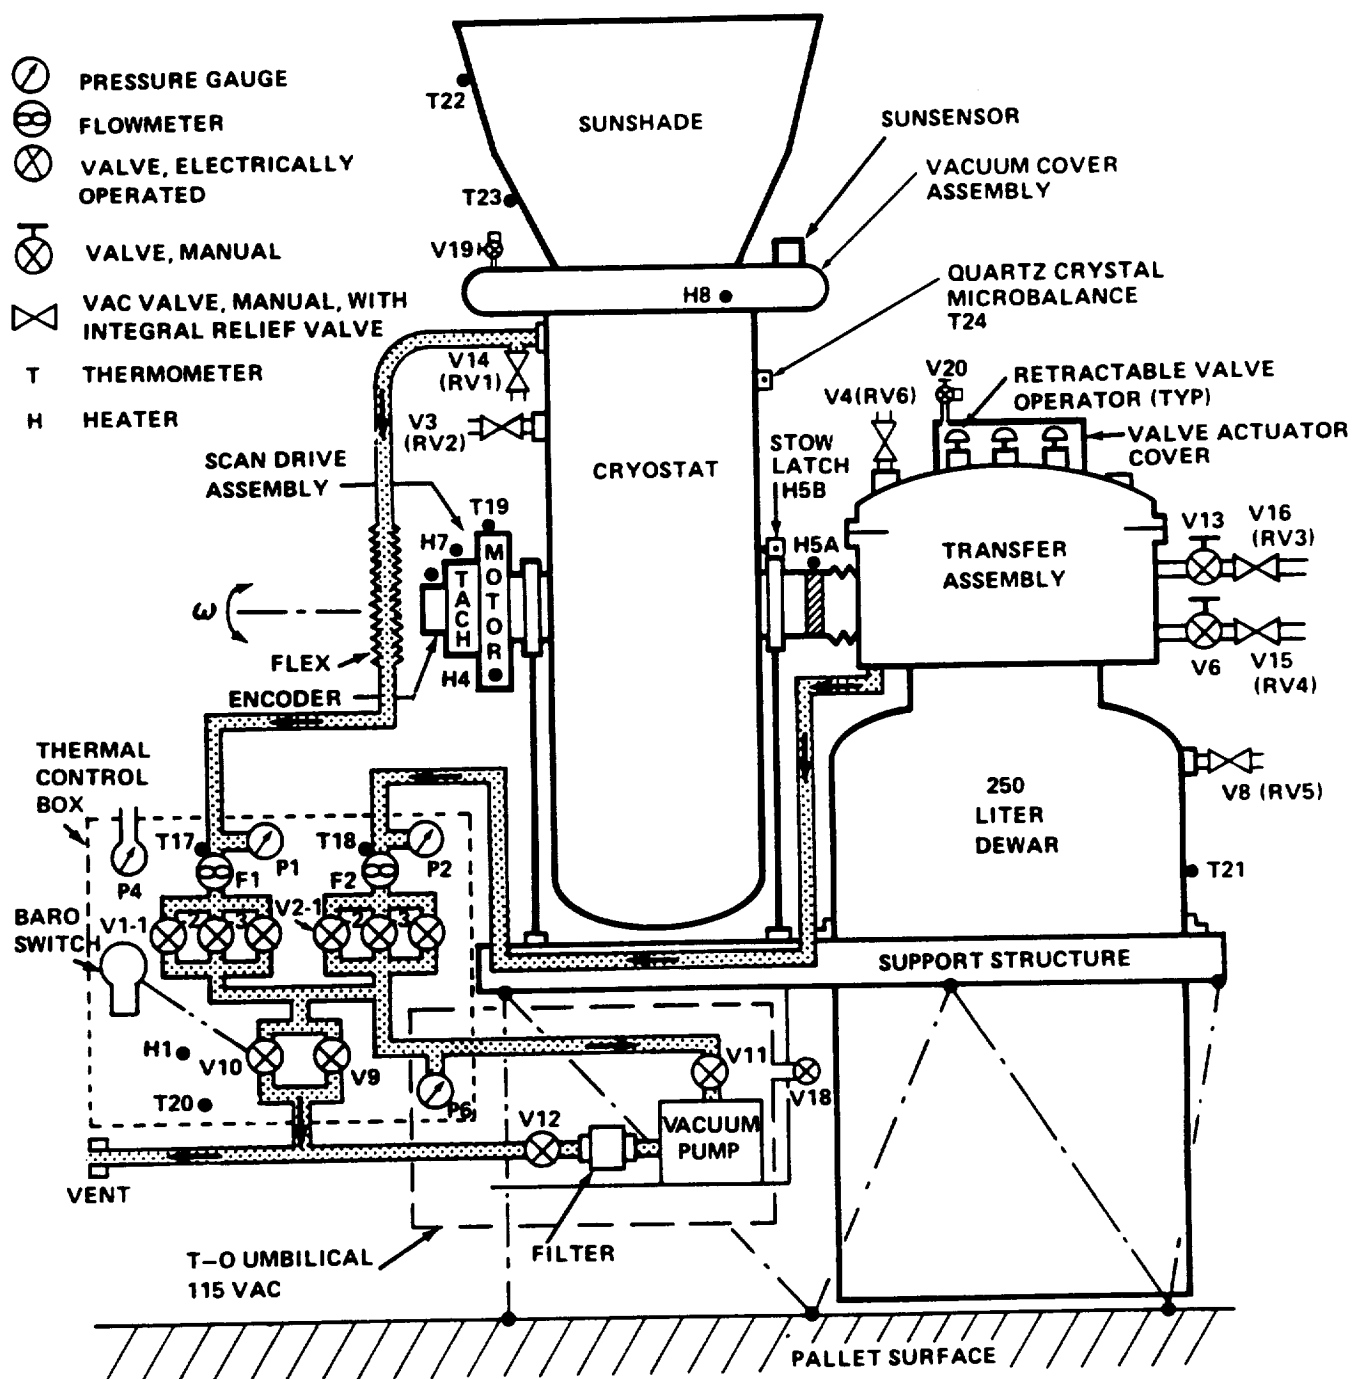 PRESSURE GAUGE
FLOWMETER
VALVE, ELECTRICALLY
OPERATED
VALVE, MANUAL
VAC VALVE, MANUAL, WITH
INTEGRAL RELIEF VALVE
T THERMOMETER
H HEATER
T22
SUNSHADE
SUNSENSOR
VACUUM COVER
ASSEMBLY
T23
V19
H8
QUARTZ CRYSTAL
MICROBALANCE
T24
V14
(RV1)
V3
(RV2)
V4(RV6)
V20
RETRACTABLE VALVE
OPERATOR (TYP)
VALVE ACTUATOR
COVER
SCAN DRIVE
ASSEMBLY
CRYOSTAT
STOW
LATCH
H5B
T19
H7
MOTOR
TACH
H4
H5A
TRANSFER
ASSEMBLY
V13
V16
(RV3)
V6
V15
(RV4)
ω
FLEX
ENCODER
THERMAL
CONTROL
BOX
250
LITER
DEWAR
V8 (RV5)
T21
T17
P1
T18
P2
P4
F1
F2
BARO
SWITCH
V1-1
2
3
V2-1
2
3
SUPPORT STRUCTURE
H1
V10
V9
T20
P6
V11
V18
V12
VACUUM
PUMP
VENT
T-O UMBILICAL
115 VAC
FILTER
PALLET SURFACE